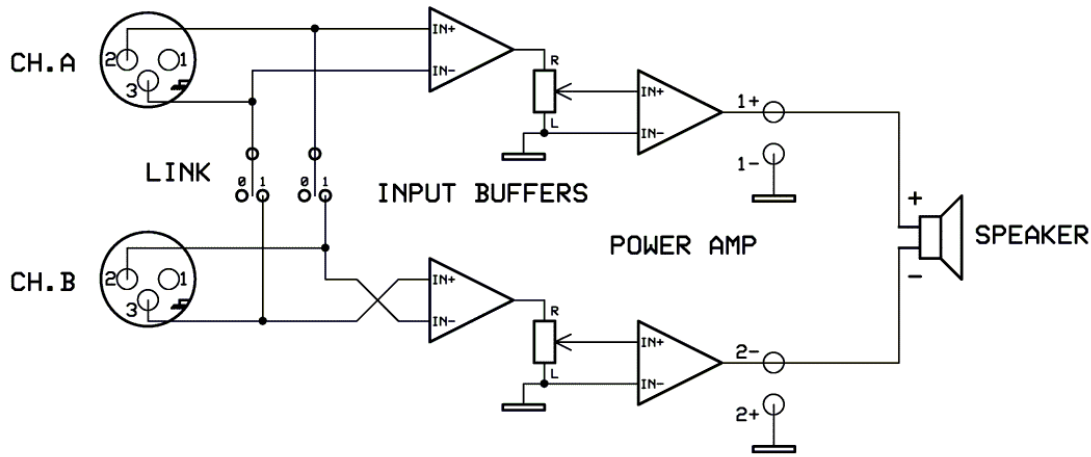 CH.A
2
1
3
IN+
IN-
R
L
IN+
IN-
1+
1-
LINK
0 1
0 1
INPUT BUFFERS
POWER AMP
+
-
SPEAKER
CH.B
2
1
3
IN+
IN-
R
L
IN+
IN-
2-
2+